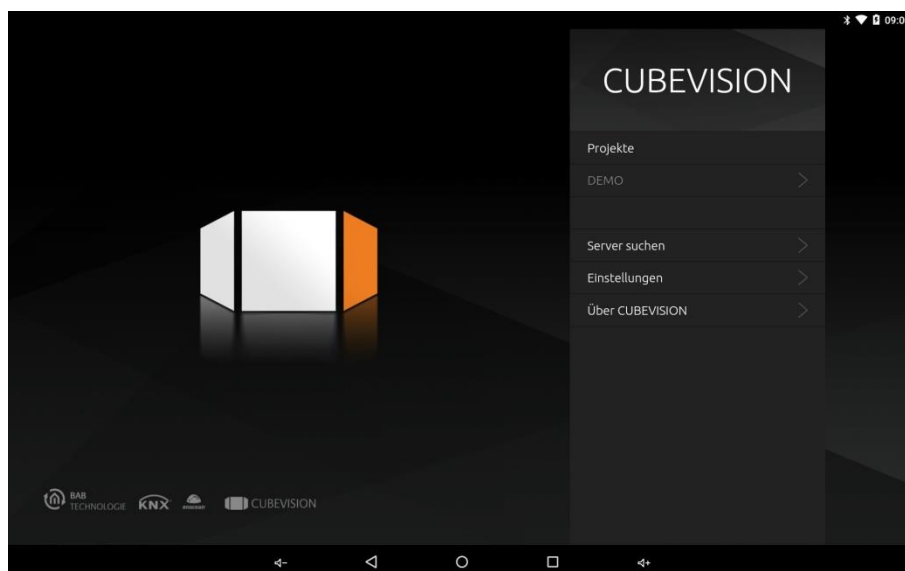 09:0
CUBEVISION
Projekte
DEMO
Server suchen
Einstellungen
Über CUBEVISION
BAB
TECHNOLOGIE
KNX
CUBEVISION